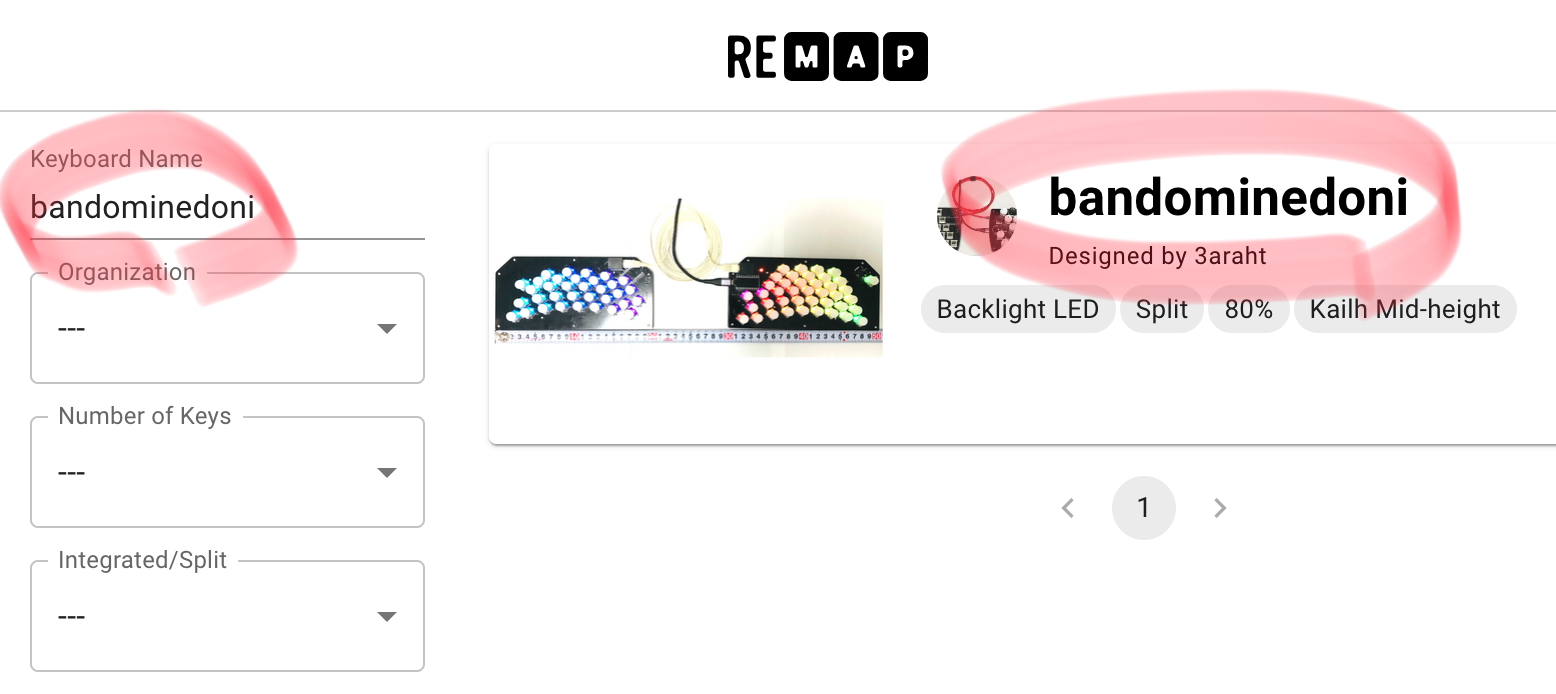 REMAP
Keyboard Name
bandominedoni
Organization
---
Number of Keys
---
Integrated/Split
---
bandominedoni
Designed by 3araht
Backlight LED
Split
80%
Kailh Mid-height
1